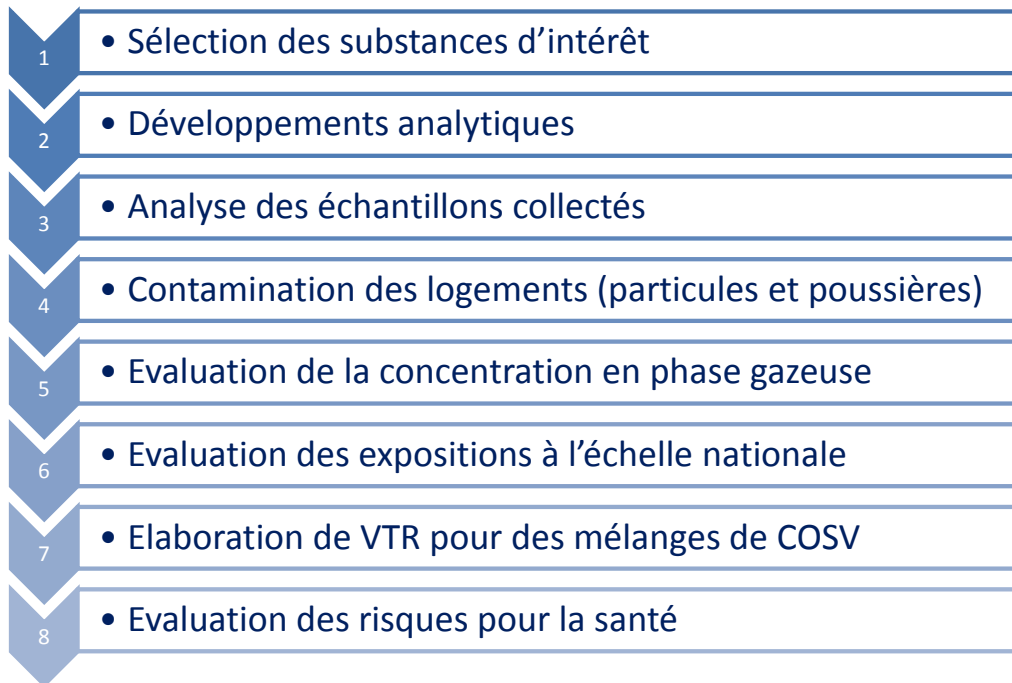 1 • Sélection des substances d’intérêt
2 • Développements analytiques
3 • Analyse des échantillons collectés
4 • Contamination des logements (particules et poussières)
5 • Evaluation de la concentration en phase gazeuse
6 • Evaluation des expositions à l’échelle nationale
7 • Elaboration de VTR pour des mélanges de COSV
8 • Evaluation des risques pour la santé